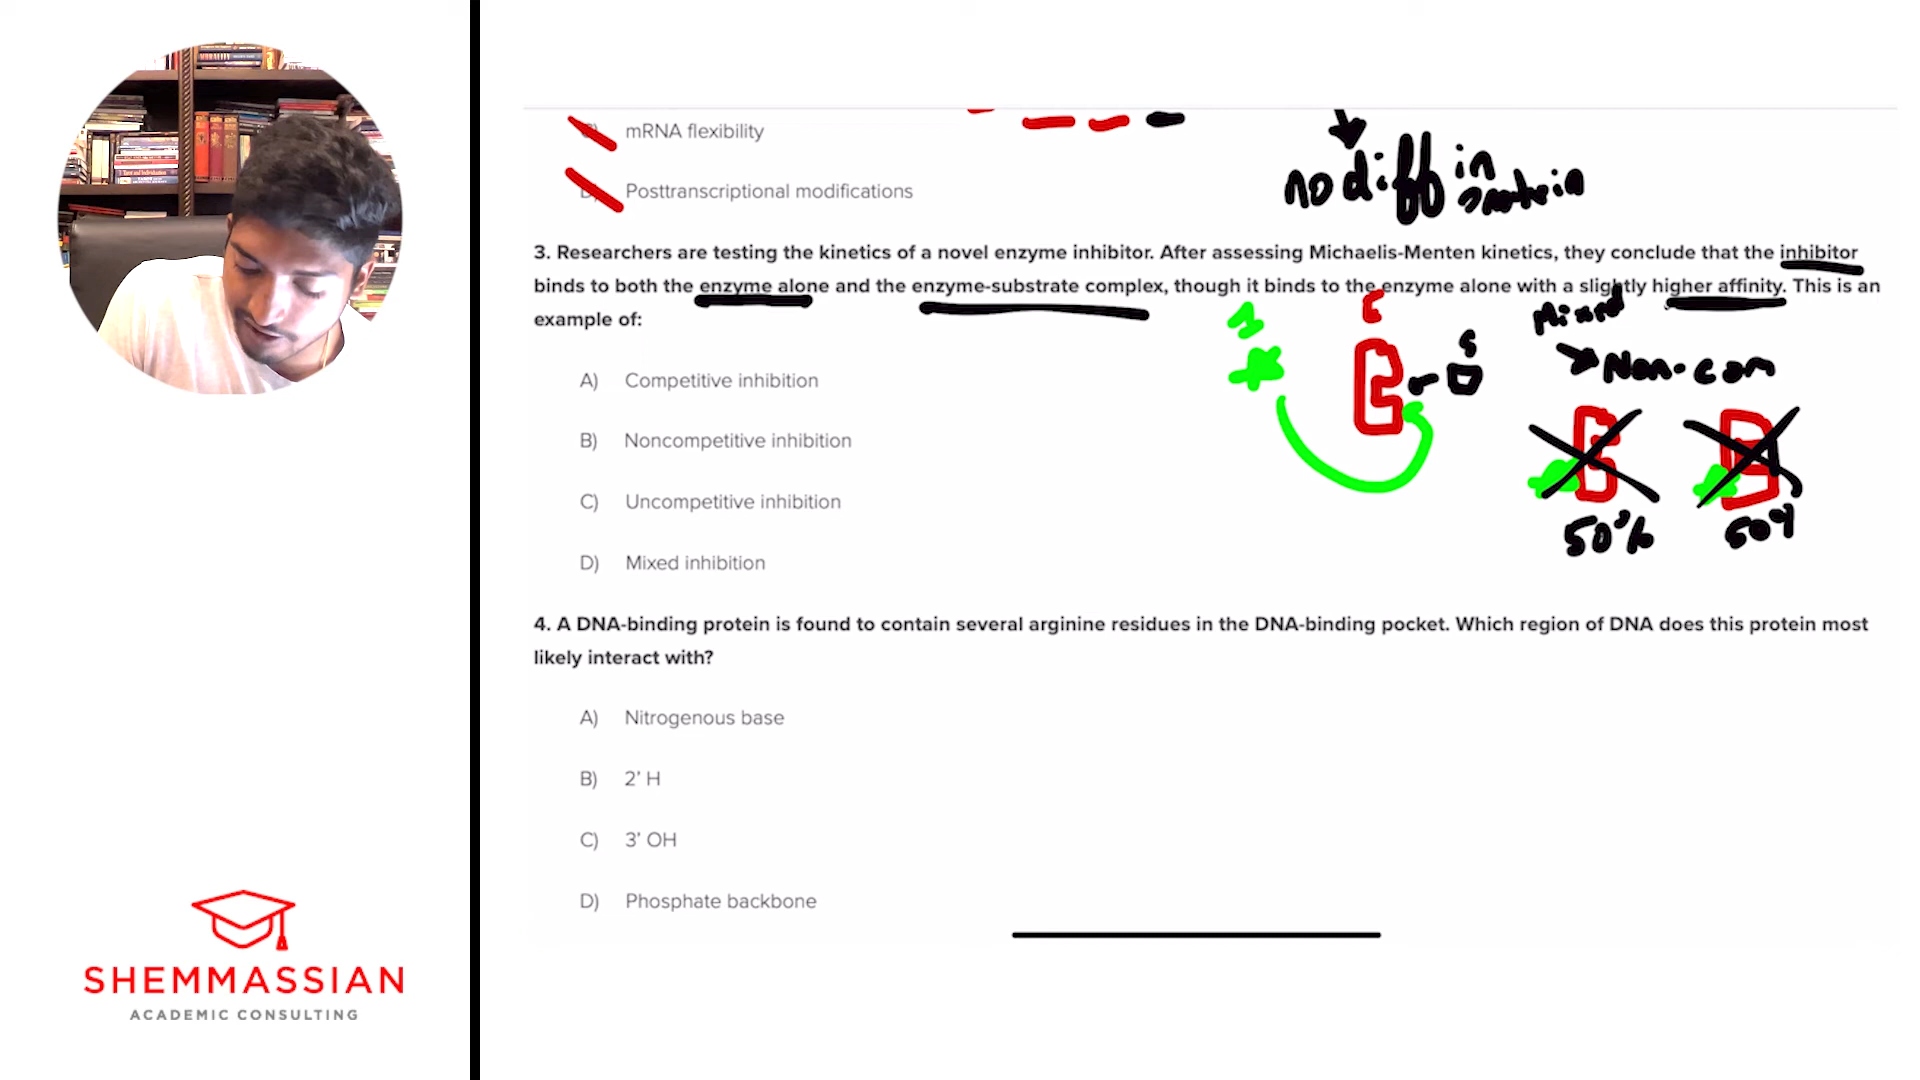 mRNA flexibility
no diff in
protein
Posttranscriptional modifications
3. Researchers are testing the kinetics of a novel enzyme inhibitor. After assessing Michaelis-Menten kinetics, they conclude that the inhibitor
binds to both the enzyme alone and the enzyme-substrate complex, though it binds to the enzyme alone with a slightly higher affinity. This is an
example of:
E
S
Mixed
Non-com
A) Competitive inhibition
B) Noncompetitive inhibition
C) Uncompetitive inhibition
50%
D) Mixed inhibition
4. A DNA-binding protein is found to contain several arginine residues in the DNA-binding pocket. Which region of DNA does this protein most
likely interact with?
A) Nitrogenous base
B) 2' H
C) 3' OH
D) Phosphate backbone
SHEMMASSIAN
ACADEMIC CONSULTING